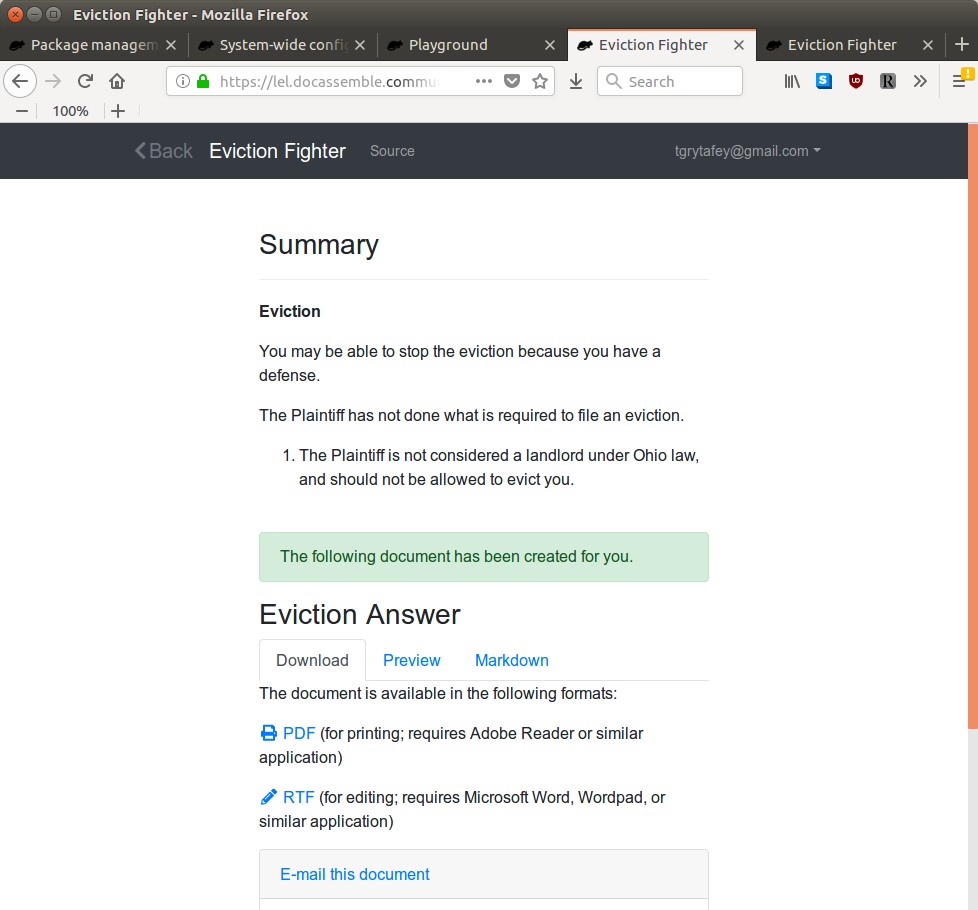 Eviction Fighter - Mozilla Firefox
Package managem System-wide confi Playground Eviction Fighter Eviction Fighter
https://lel.docassemble.commu Search
100%
Back Eviction Fighter Source tgrytafey@gmail.com
Summary
Eviction
You may be able to stop the eviction because you have a
defense.
The Plaintiff has not done what is required to file an eviction.
1. The Plaintiff is not considered a landlord under Ohio law,
and should not be allowed to evict you.
The following document has been created for you.
Eviction Answer
Download Preview Markdown
The document is available in the following formats:
PDF (for printing; requires Adobe Reader or similar
application)
RTF (for editing; requires Microsoft Word, Wordpad, or
similar application)
E-mail this document